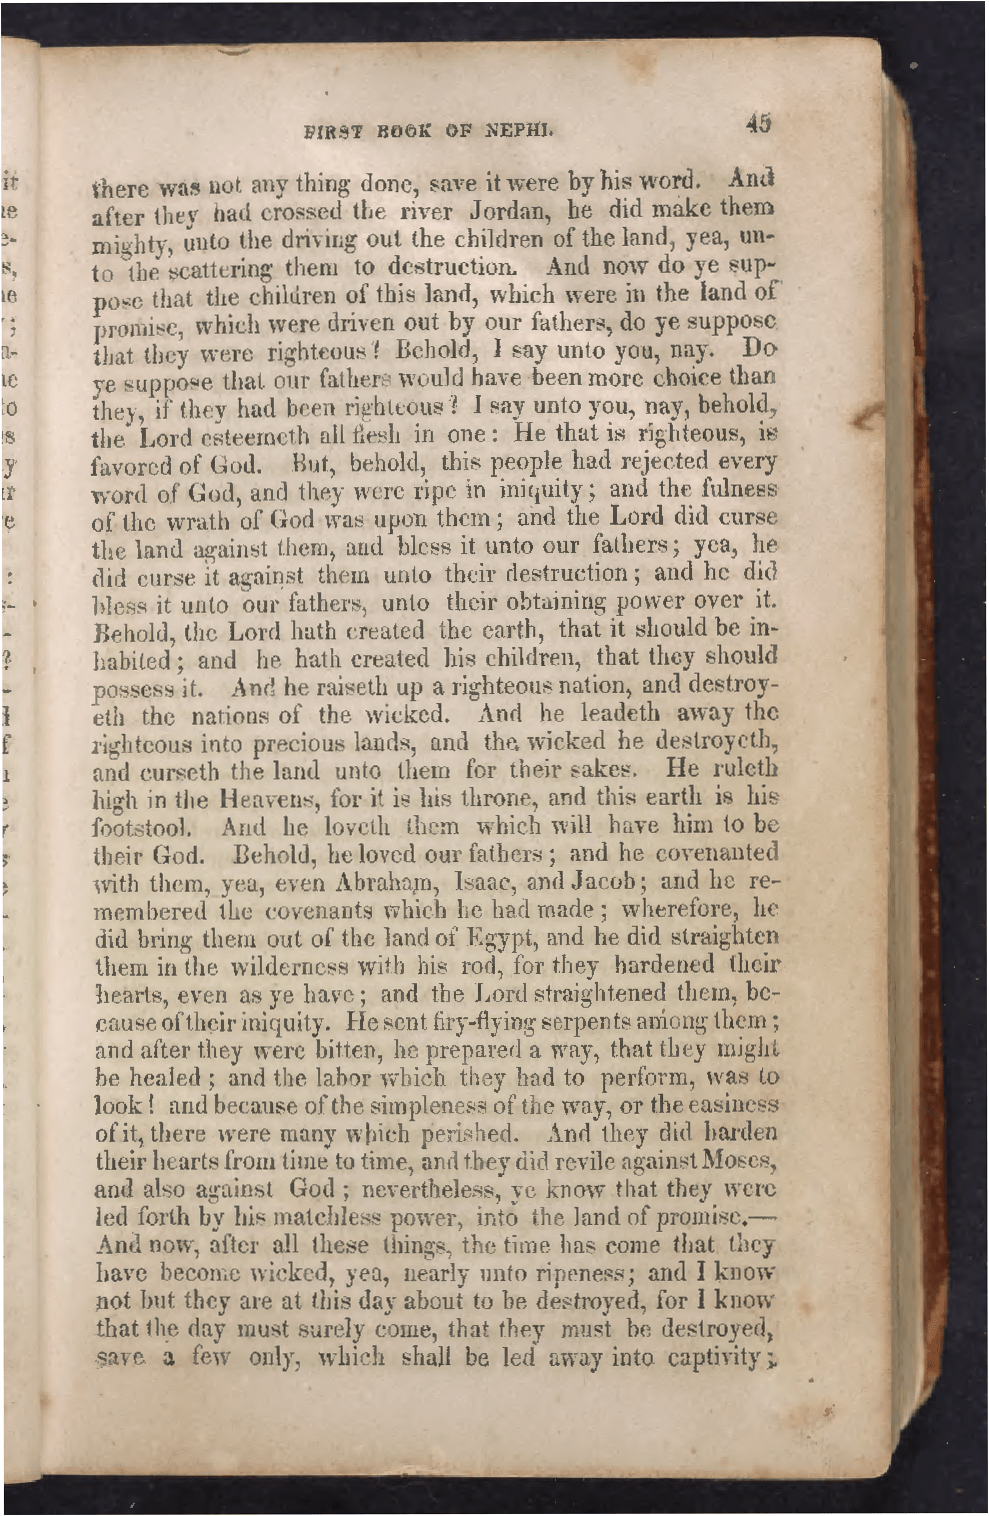 FIRST BOOK OF NEPHI. 45
there was not any thing done, save it were by his word. And
after they had crossed the river Jordan, he did make them
mighty, unto the driving out the children of the land, yea, un-
to the scattering them to destruction. And now do ye sup-
pose that the children of this land, which were in the land of
promise, which were driven out by our fathers, do ye suppose
that they were righteous? Behold, I say unto you, nay. Do
ye suppose that our fathers would have been more choice than
they, if they had been righteous? I say unto you, nay, behold,
the Lord esteemeth all flesh in one: He that is righteous, is
favored of God. But, behold, this people had rejected every
word of God, and they were ripe in iniquity; and the fulness
of the wrath of God was upon them; and the Lord did curse
the land against them, and bless it unto our fathers; yea, he
did curse it against them unto their destruction; and he did
bless it unto our fathers, unto their obtaining power over it.
Behold, the Lord hath created the earth, that it should be in-
habited; and he hath created his children, that they should
possess it. And he raiseth up a righteous nation, and destroy-
eth the nations of the wicked. And he leadeth away the
righteous into precious lands, and the wicked he destroyeth,
and curseth the land unto them for their sakes. He ruleth
high in the Heavens, for it is his throne, and this earth is his
footstool. And he loveth them which will have him to be
their God. Behold, he loved our fathers; and he covenanted
with them, yea, even Abraham, Isaac, and Jacob; and he re-
membered the covenants which he had made; wherefore, he
did bring them out of the land of Egypt, and he did straighten
them in the wilderness with his rod, for they hardened their
hearts, even as ye have; and the Lord straightened them, be-
cause of their iniquity. He sent firy-flying serpents among them;
and after they were bitten, he prepared a way, that they might
be healed; and the labor which they had to perform, was to
look! and because of the simpleness of the way, or the easiness
of it, there were many which perished. And they did harden
their hearts from time to time, and they did revile against Moses,
and also against God; nevertheless, ye know that they were
led forth by his matchless power, into the land of promise.—
And now, after all these things, the time has come that they
have become wicked, yea, nearly unto ripeness; and I know
not but they are at this day about to be destroyed, for I know
that the day must surely come, that they must be destroyed,
save a few only, which shall be led away into captivity;